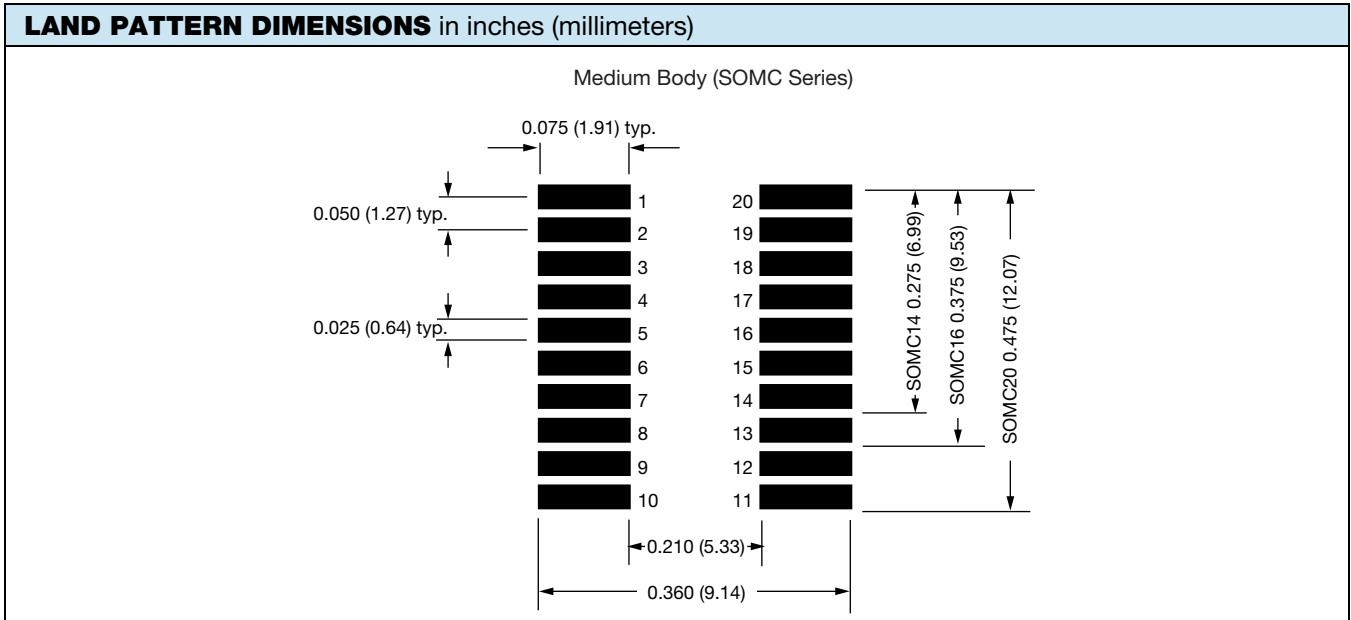 LAND PATTERN DIMENSIONS in inches (millimeters)
Medium Body (SOMC Series)
0.075 (1.91) typ.
0.050 (1.27) typ.
0.025 (0.64) typ.
1
2
3
4
5
6
7
8
9
10
20
19
18
17
16
15
14
13
12
11
SOMC14 0.275 (6.99)
SOMC16 0.375 (9.53)
SOMC20 0.475 (12.07)
0.210 (5.33)
0.360 (9.14)